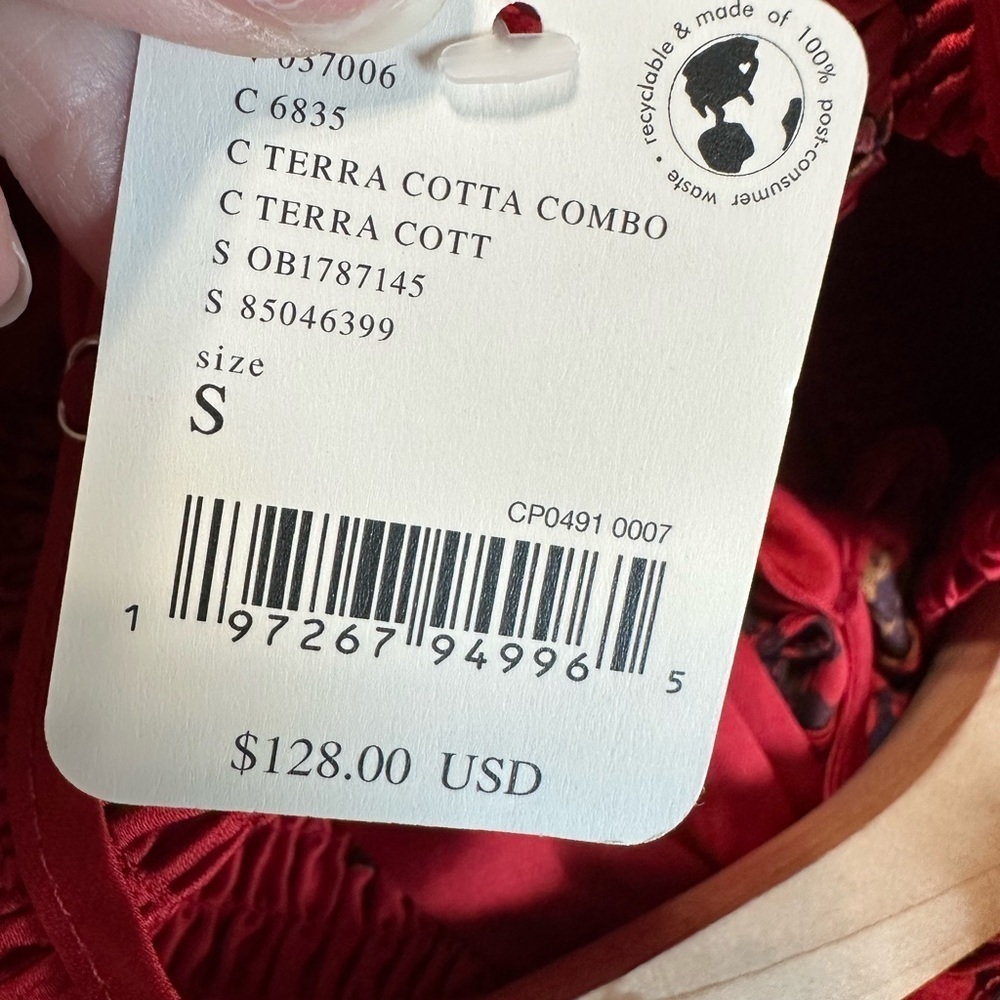 037006
C 6835
C TERRA COTTA COMBO
C TERRA COTT
S OB1787145
S 85046399
size
S
recyclable & made of 100% post-consumer waste •
CP0491 0007
1 97267 94996 5
$128.00 USD